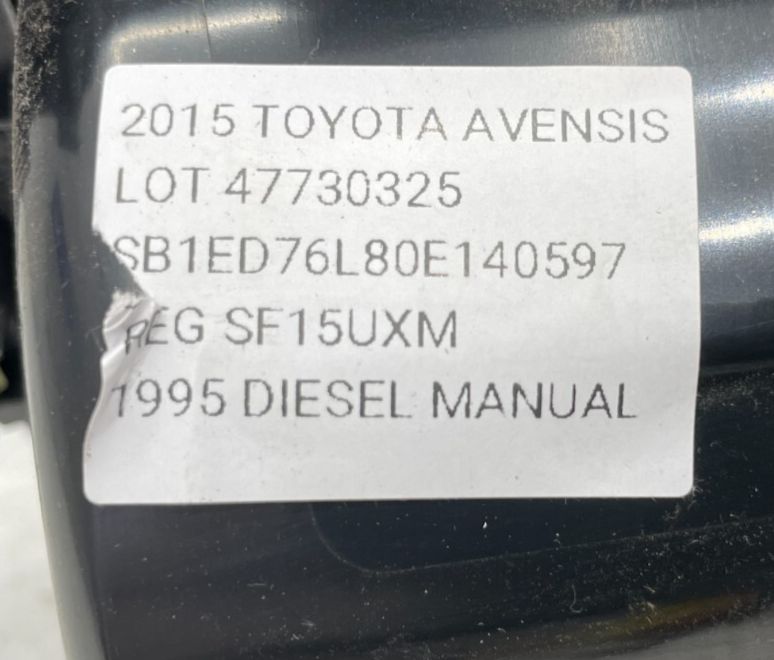 2015 TOYOTA AVENSIS
LOT 47730325
SB1ED76L80E140597
REG SF15UXM
1995 DIESEL MANUAL